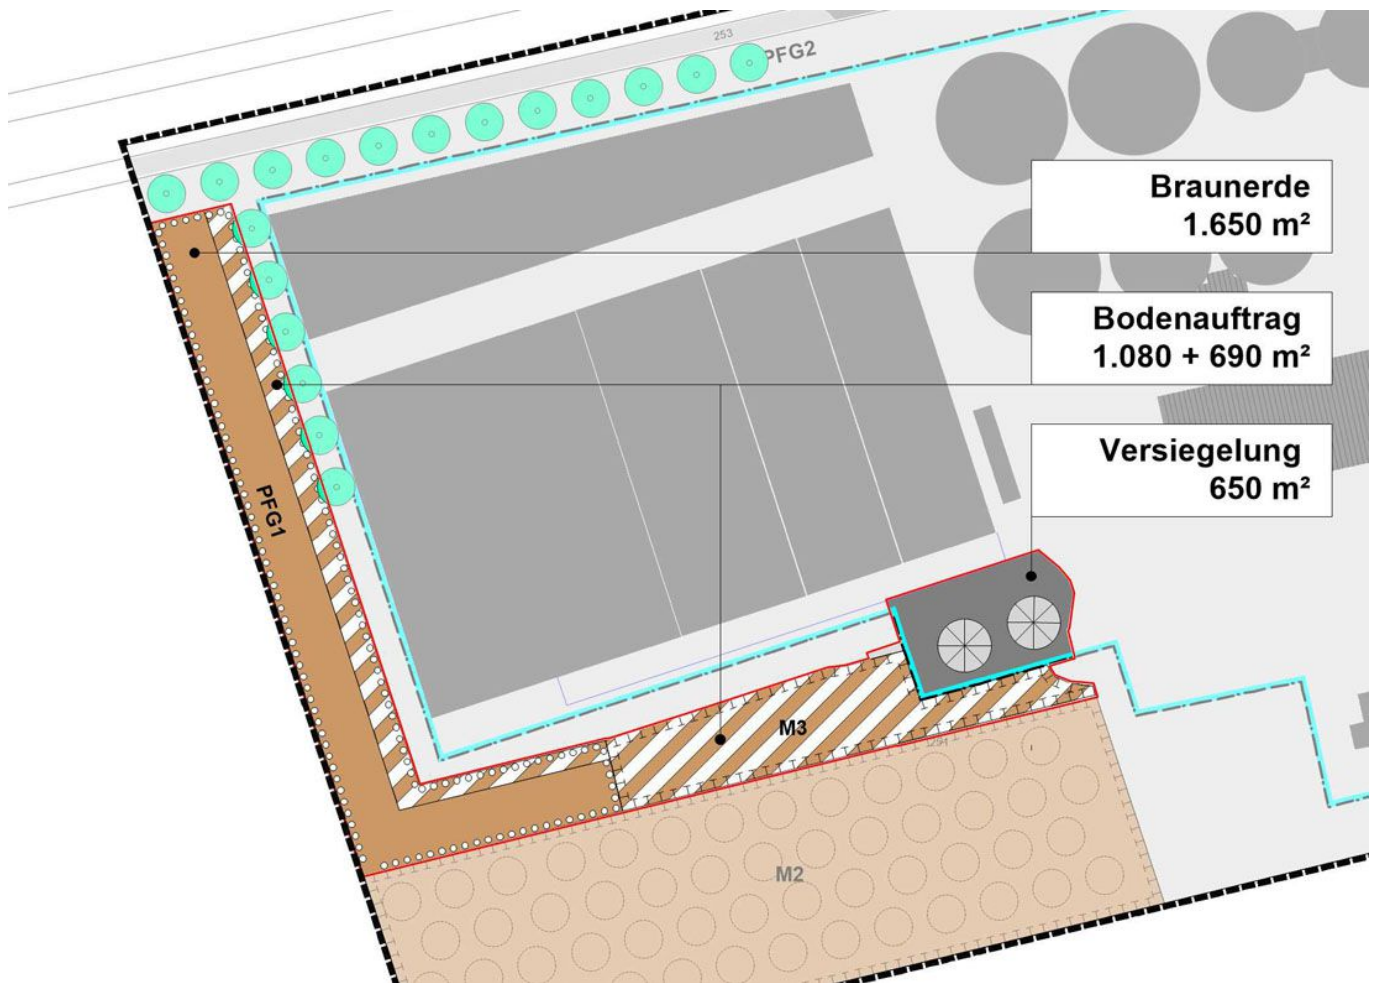 253
PFG2
Braunerde
1.650 m²
Bodenauftrag
1.080 + 690 m²
Versiegelung
650 m²
PFG1
M3
M2